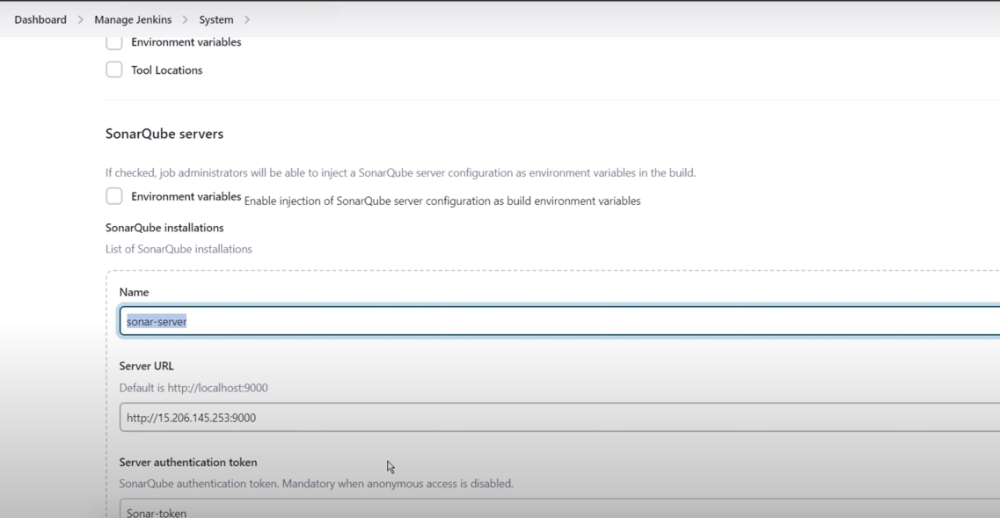 Dashboard > Manage Jenkins > System >
Environment variables
Tool Locations
SonarQube servers
If checked, job administrators will be able to inject a SonarQube server configuration as environment variables in the build.
Environment variables Enable injection of SonarQube server configuration as build environment variables
SonarQube installations
List of SonarQube installations
Name
sonar-server
Server URL
Default is http://localhost:9000
http://15.206.145.253:9000
Server authentication token
SonarQube authentication token. Mandatory when anonymous access is disabled.
Sonar-token